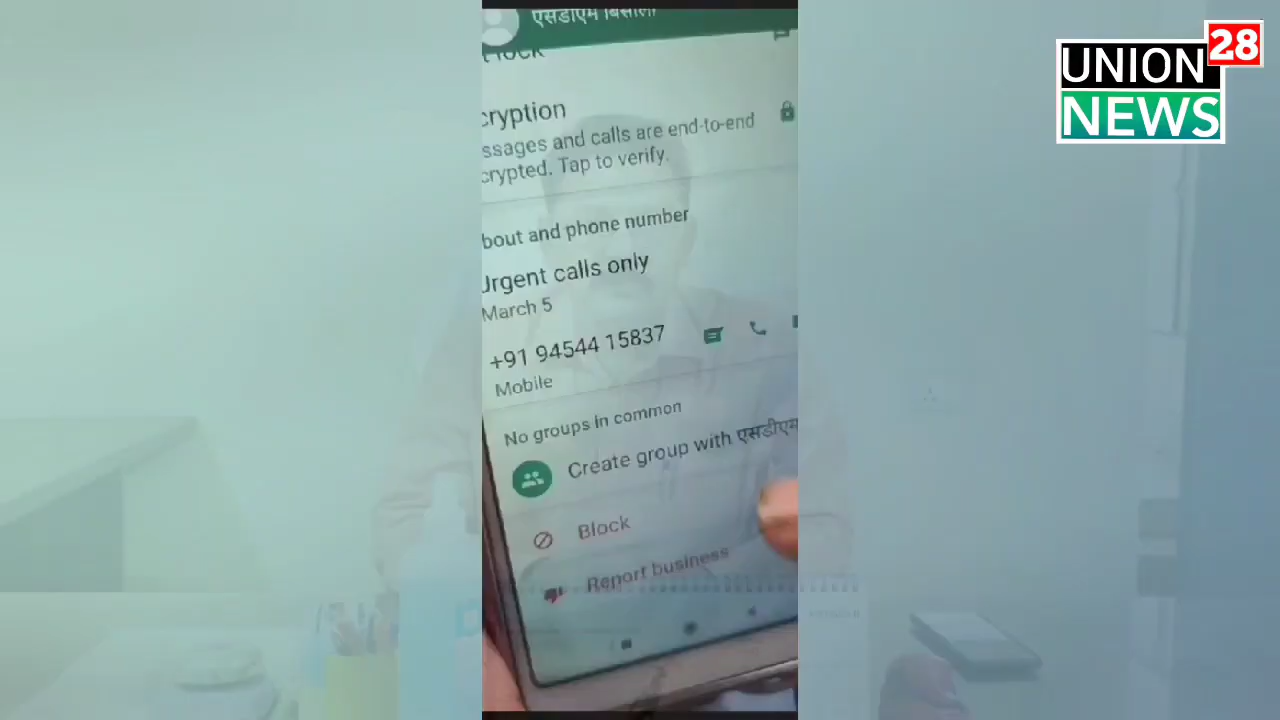 एसडीएम बिसौली
28
UNION
NEWS
t lock
cryption
ssages and calls are end-to-end
crypted. Tap to verify.
bout and phone number
Urgent calls only
March 5
+91 94544 15837
Mobile
No groups in common
Create group with एसडीएम
Block
Report business